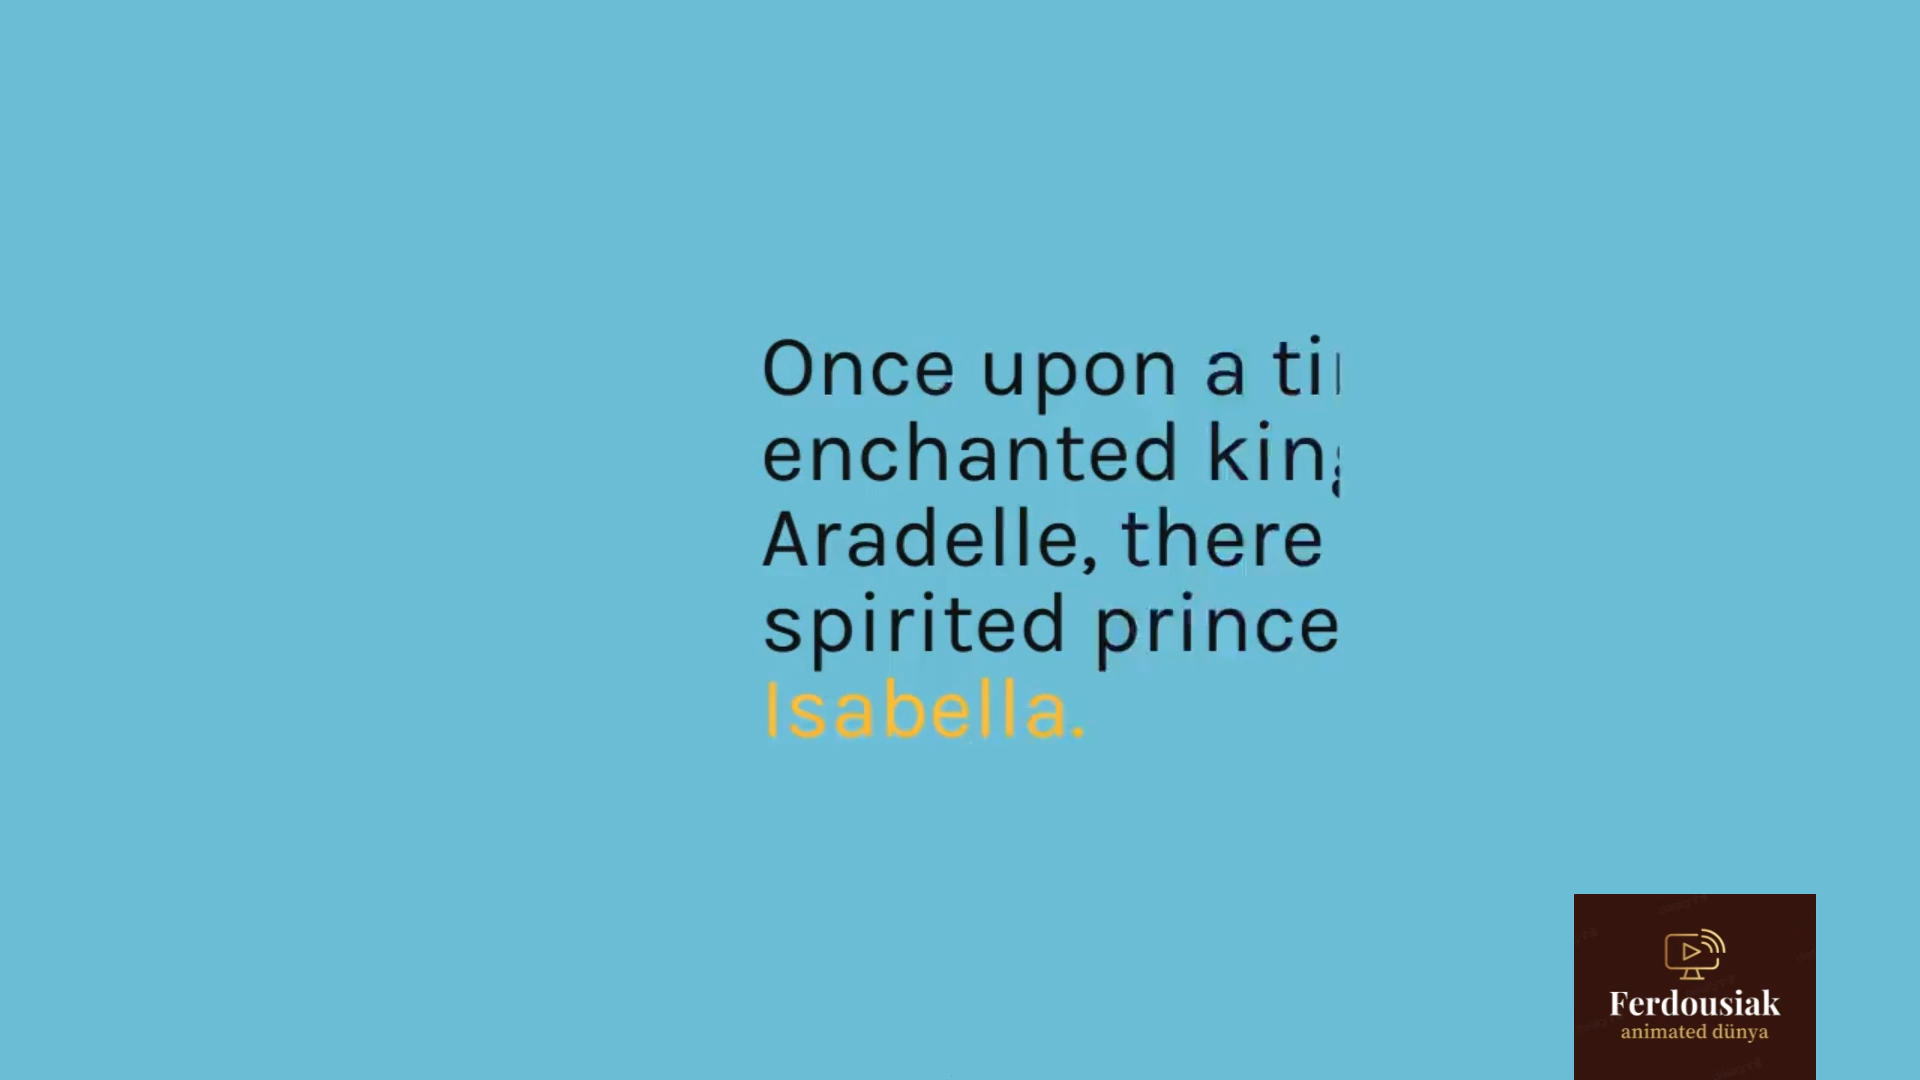 Once upon a ti
enchanted kin
Aradelle, there
spirited prince
Isabella.
Ferdousiak
animated dünya